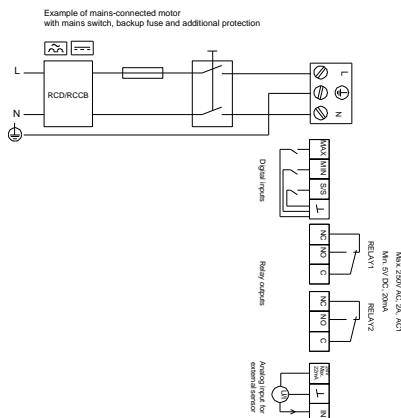 Example of mains-connected motor
with mains switch, backup fuse and additional protection
L
RCD/RCCB
N
L
N
MAX
MIN
S/S
Digital inputs
NC
NO
C
RELAY1
Relay outputs
Max. 250V AC, 2A, AC1
Min. 5V DC, 20mA
NC
NO
C
RELAY2
Max.
22mA
IN
U/I
Analog input for
external sensor